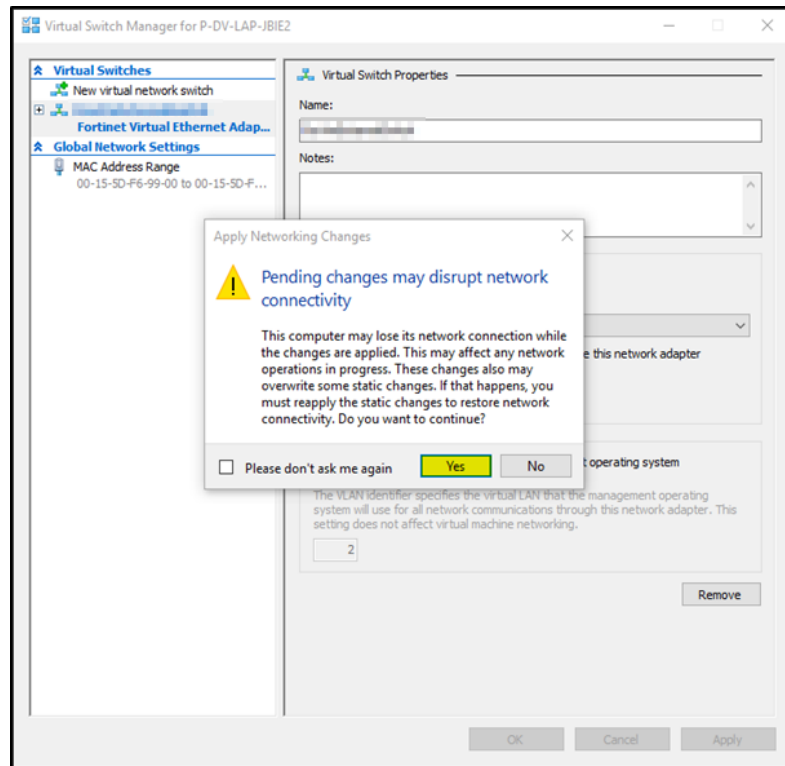 Virtual Switch Manager for P-DV-LAP-JBIE2
Virtual Switches
New virtual network switch
Fortinet Virtual Ethernet Adap...
Global Network Settings
MAC Address Range
00-15-5D-F6-99-00 to 00-15-5D-F...
Virtual Switch Properties
Name:
Notes:
Apply Networking Changes
Pending changes may disrupt network
connectivity
This computer may lose its network connection while
the changes are applied. This may affect any network
operations in progress. These changes also may
overwrite some static changes. If that happens, you
must reapply the static changes to restore network
connectivity. Do you want to continue?
Please don't ask me again
Yes
No
e this network adapter
operating system
The VLAN identifier specifies the virtual LAN that the management operating
system will use for all network communications through this network adapter. This
setting does not affect virtual machine networking.
2
Remove
OK
Cancel
Apply